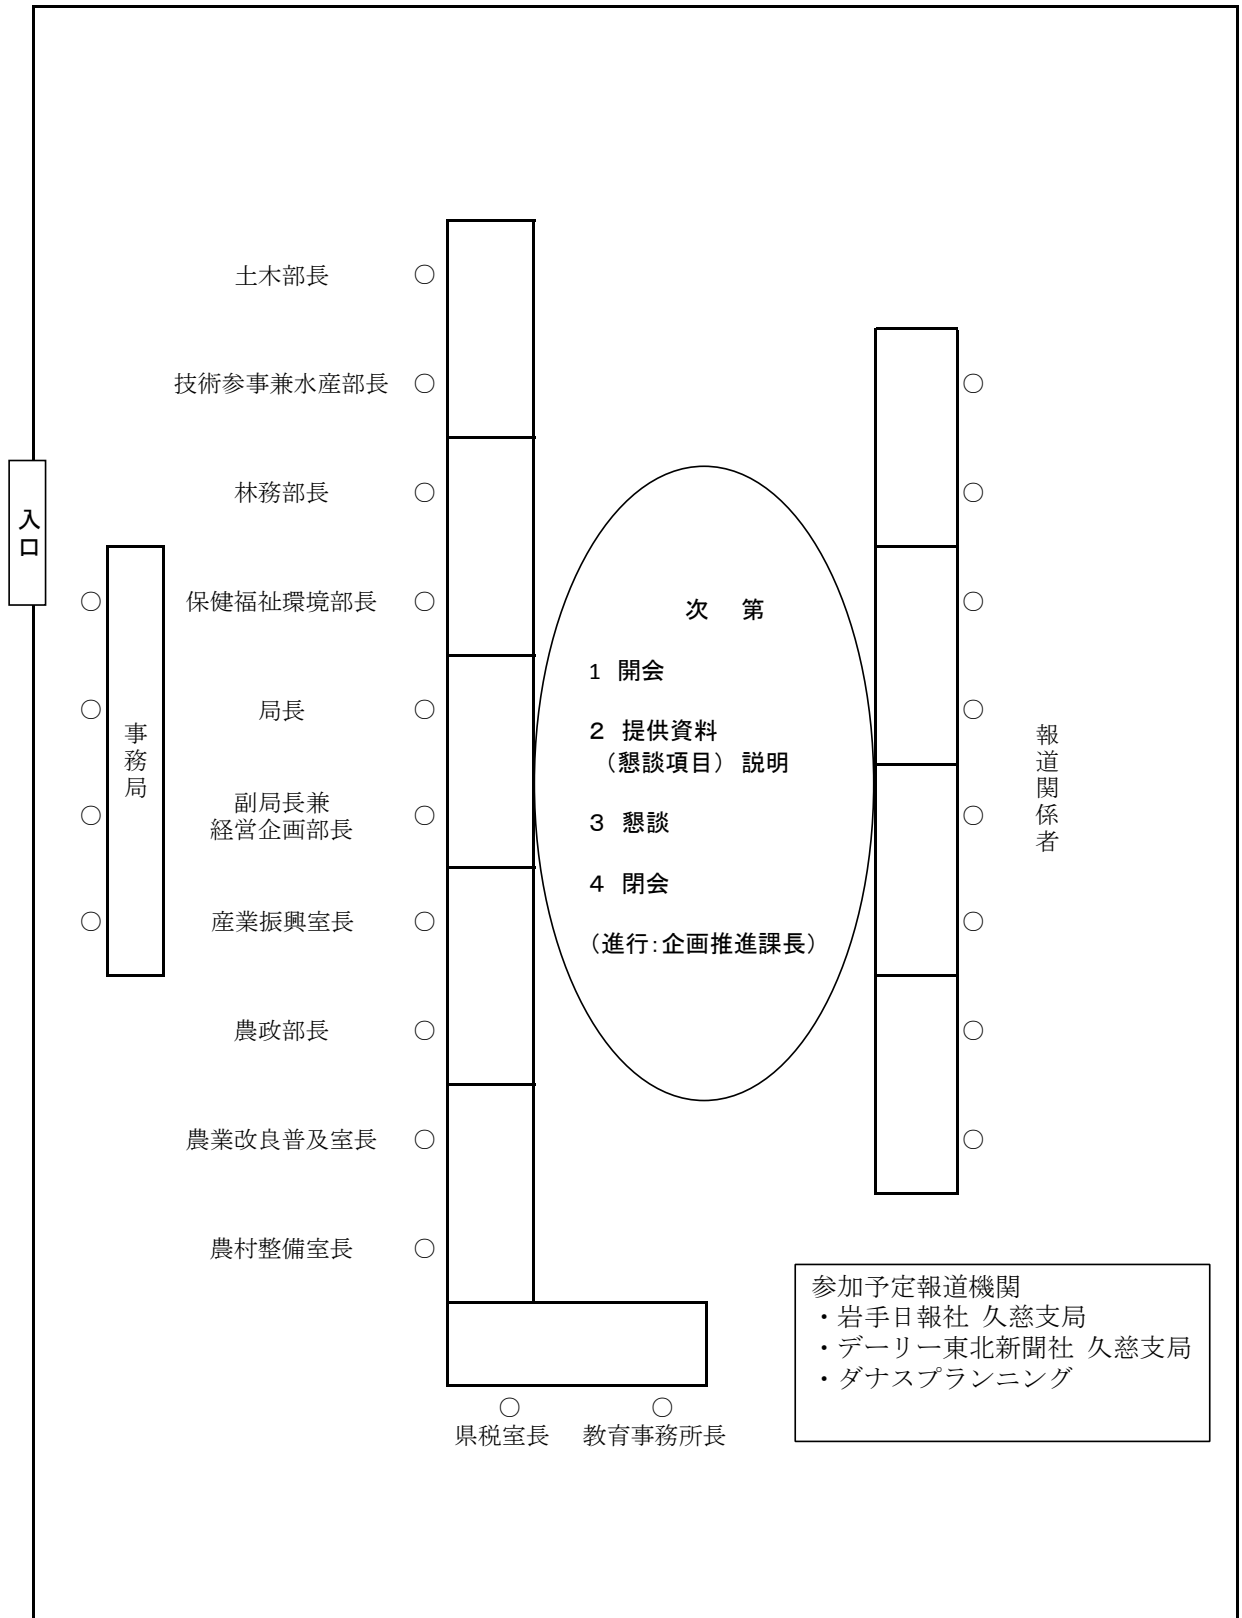 土木部長
技術参事兼水産部長
林務部長
保健福祉環境部長
局長
副局長兼
経営企画部長
産業振興室長
農政部長
農業改良普及室長
農村整備室長
県税室長
教育事務所長
入口
事務局
次 第
1 開会
2 提供資料
(懇談項目) 説明
3 懇談
4 閉会
(進行:企画推進課長)
報道関係者
参加予定報道機関
・岩手日報社 久慈支局
・デーリー東北新聞社 久慈支局
・ダナスプランニング